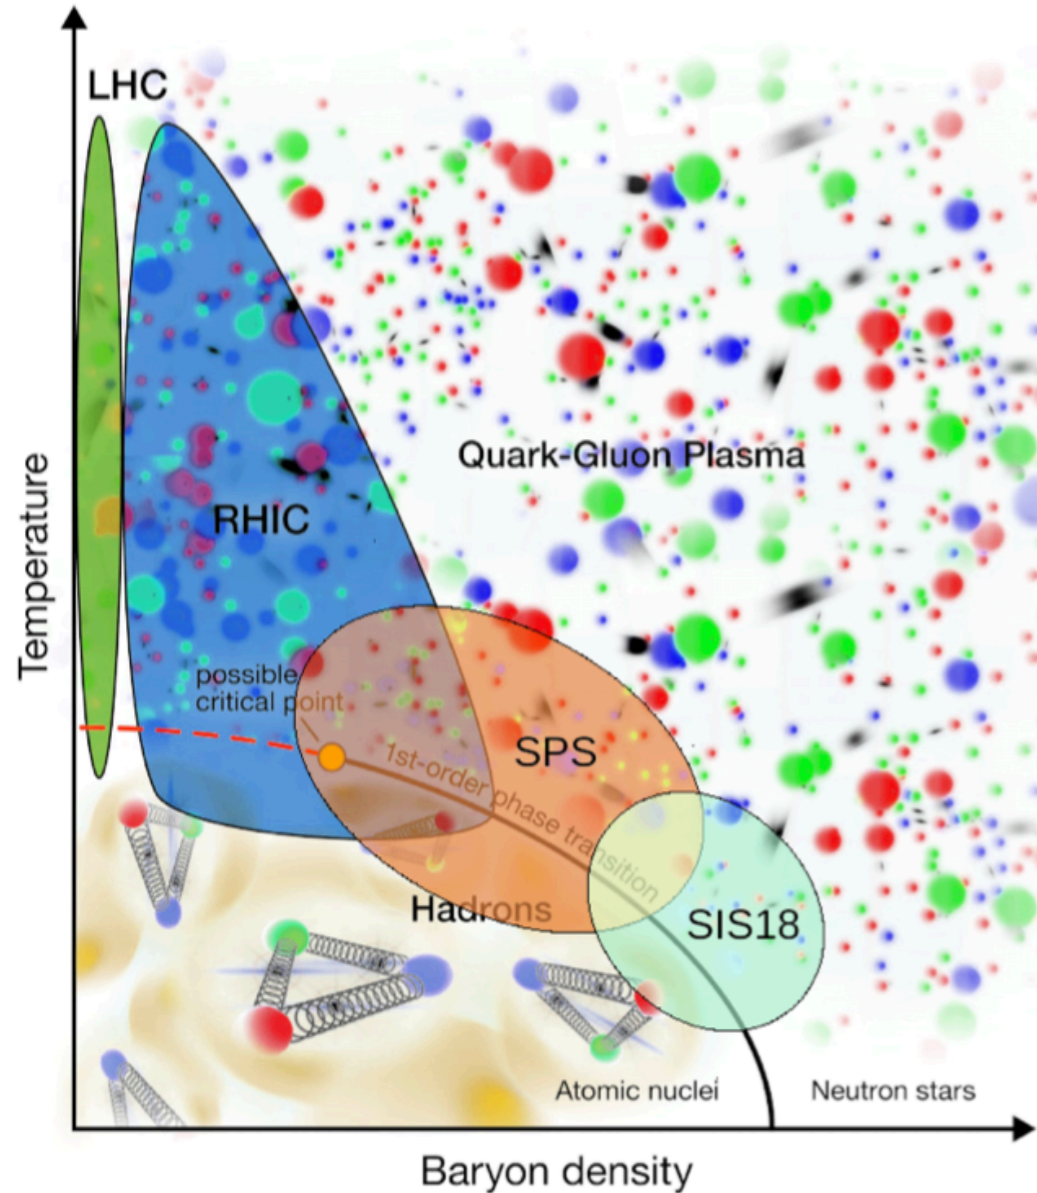 LHC
Quark-Gluon Plasma
RHIC
Temperature
possible
critical point
SPS
1st-order phase transition
Hadrons
SIS18
Atomic nuclei
Neutron stars
Baryon density